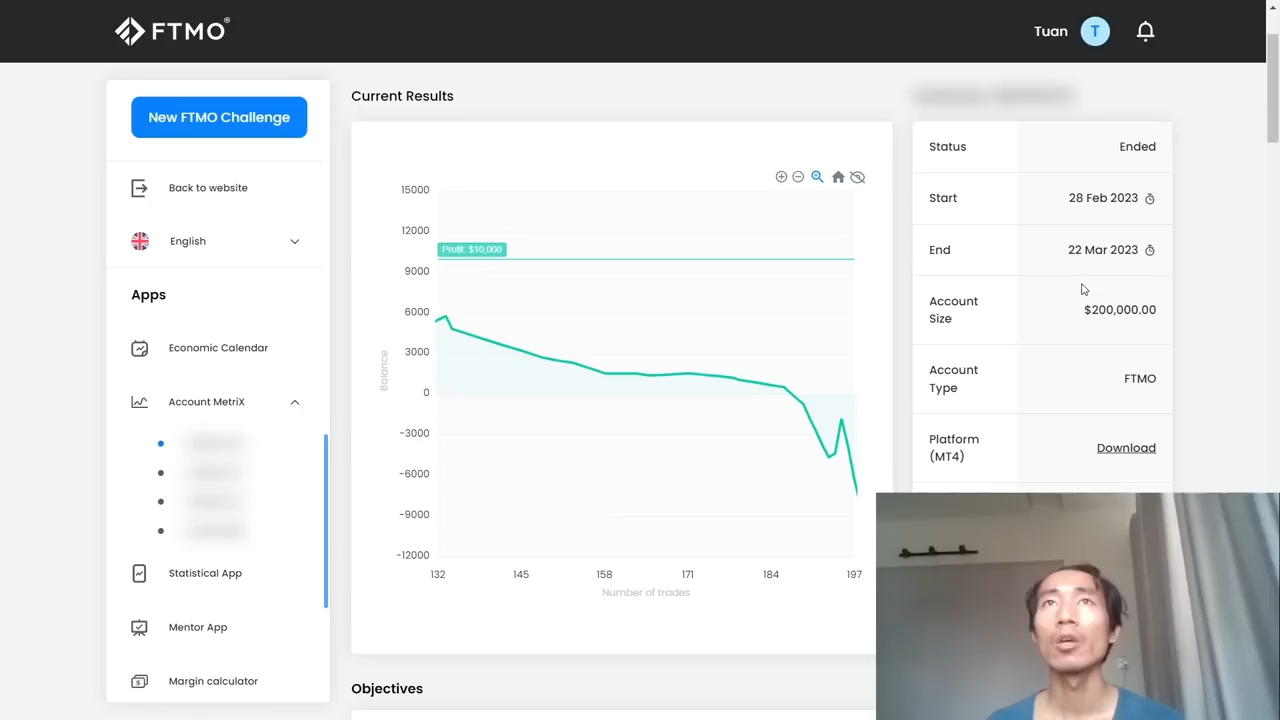 FTMO®
Tuan
T
New FTMO Challenge
Back to website
English
Apps
Economic Calendar
Account MetriX
Statistical App
Mentor App
Margin calculator
Current Results
15000
12000
9000
6000
3000
0
-3000
-6000
-9000
-12000
Balance
Profit: $10,000
132
145
158
171
184
197
Number of trades
Objectives
Status
Ended
Start
28 Feb 2023
End
22 Mar 2023
Account
Size
$200,000.00
Account
Type
FTMO
Platform
(MT4)
Download